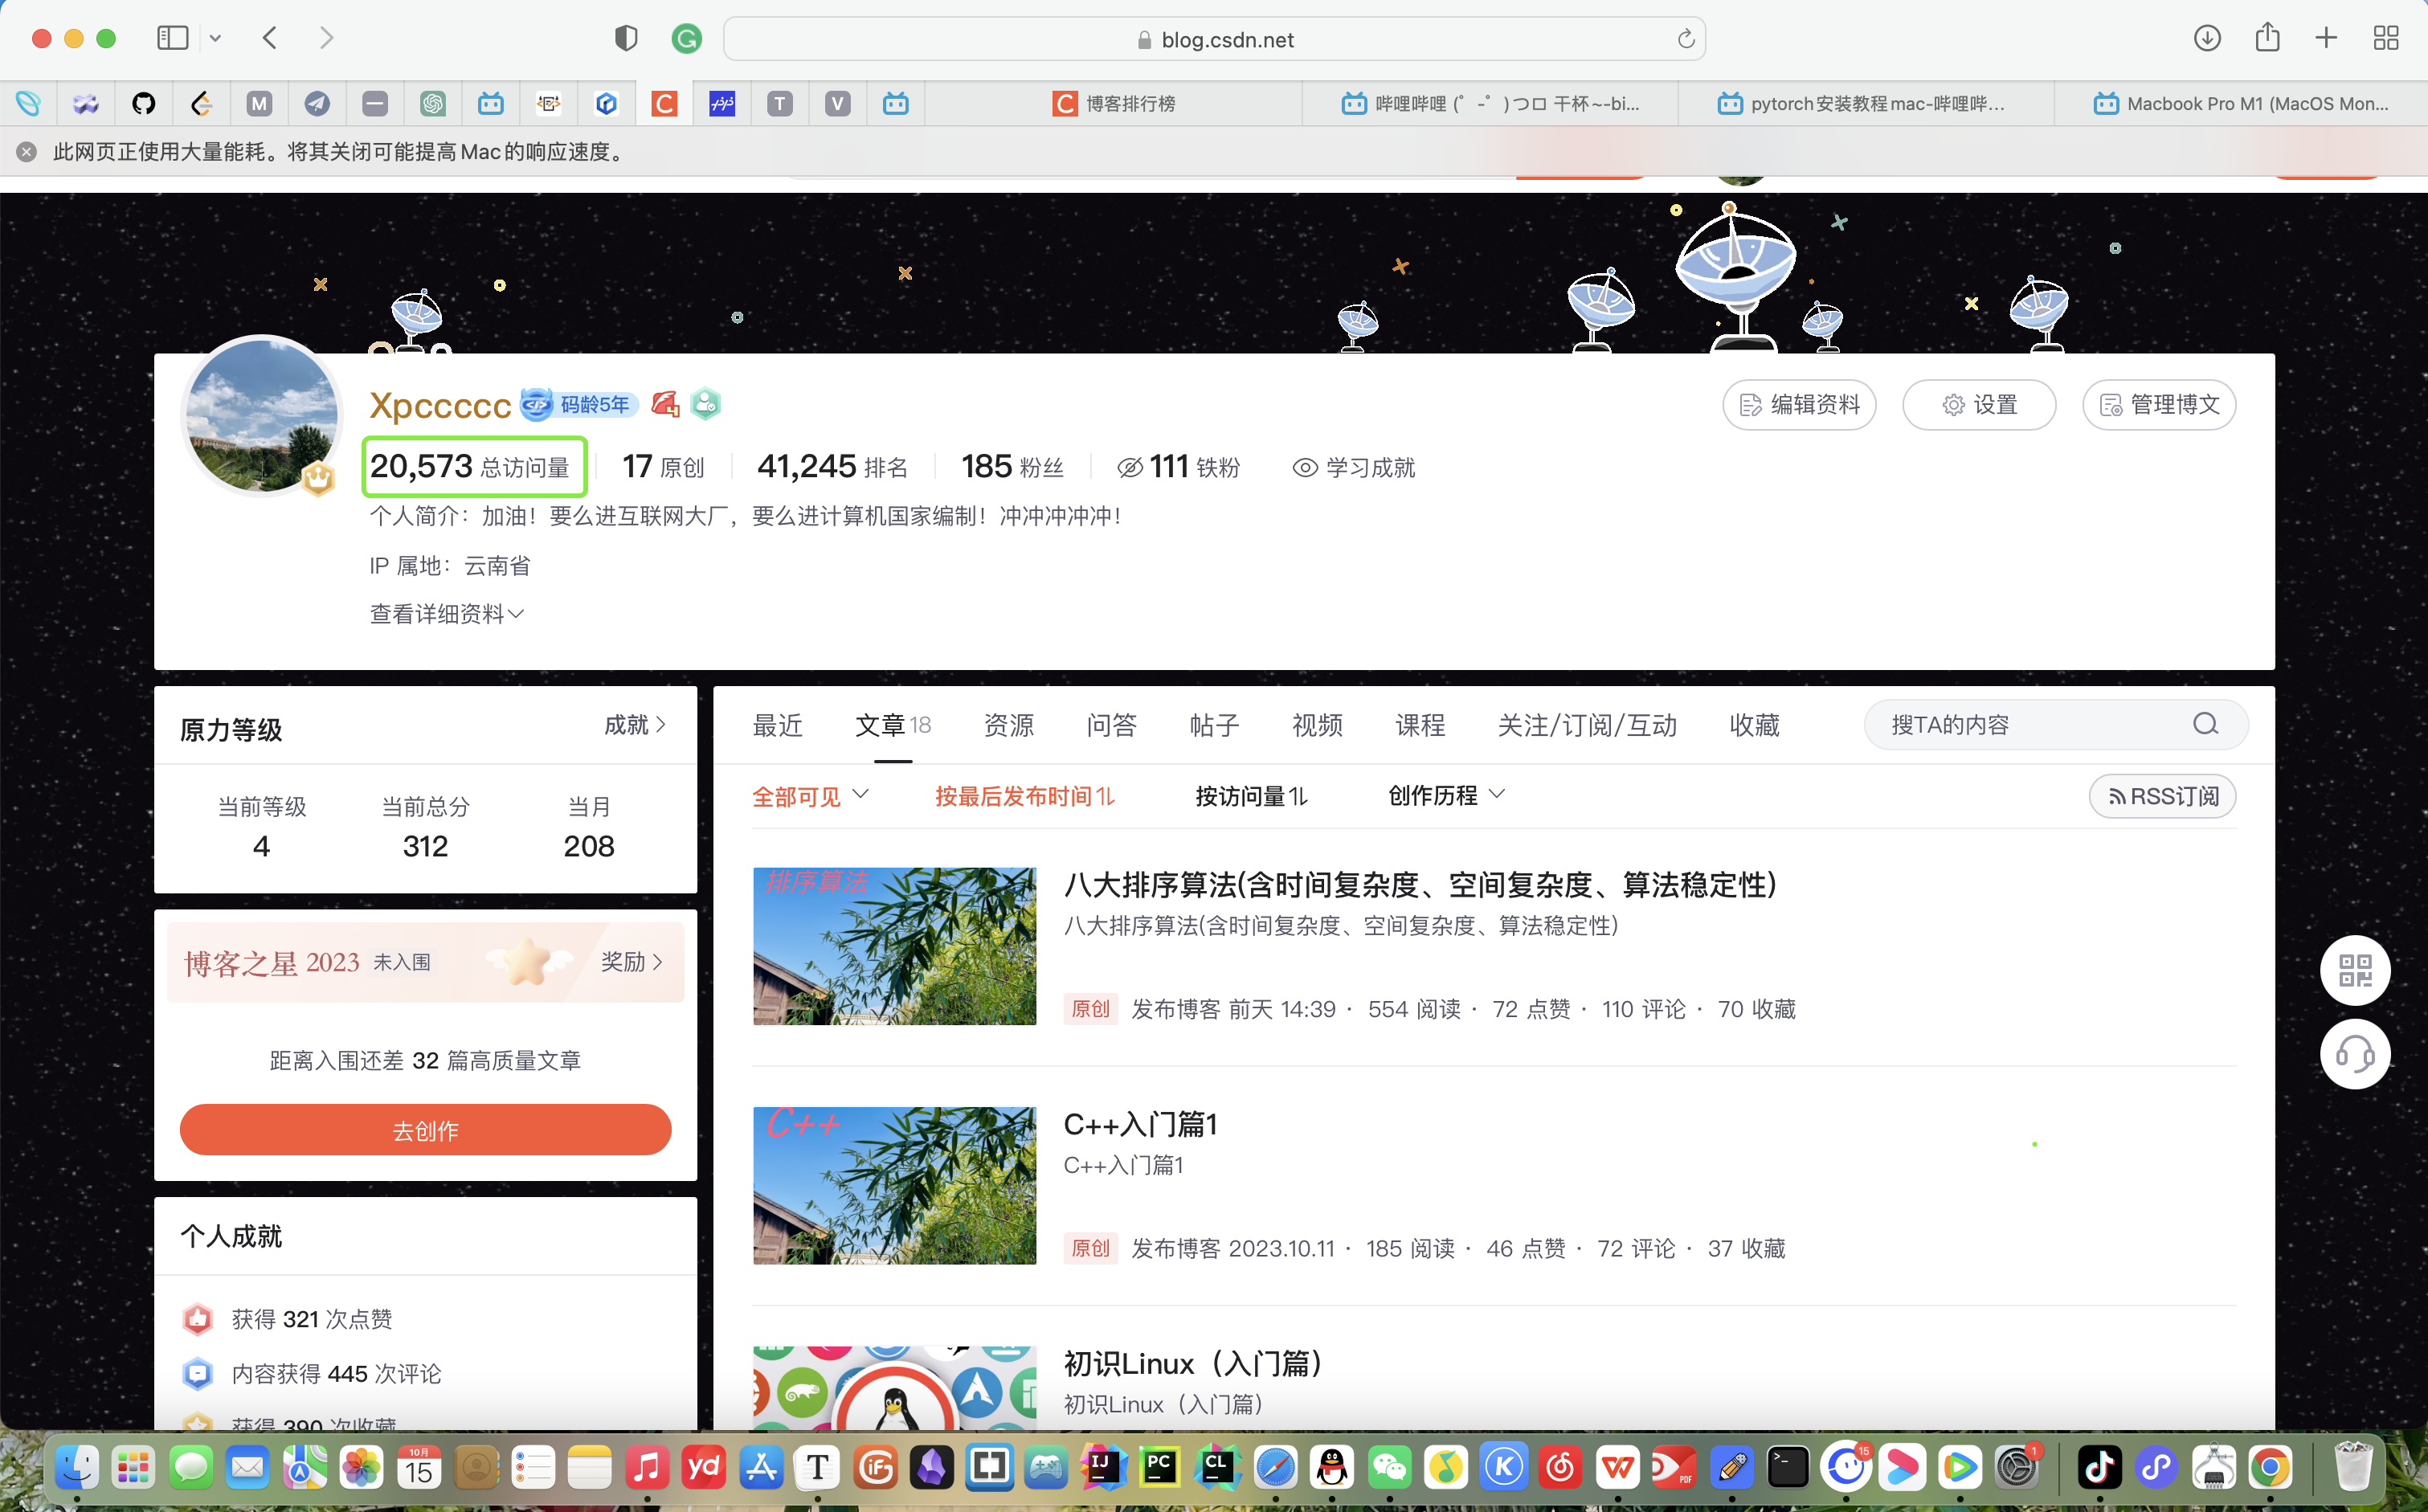 blog.csdn.net
M
T
V
C
博客排行榜
哔哩哔哩 (゜-゜)つロ 干杯~-bi...
pytorch安装教程mac-哔哩哔...
Macbook Pro M1 (MacOS Mon...
此网页正使用大量能耗。将其关闭可能提高Mac的响应速度。
Xpccccc
码龄5年
4
编辑资料
设置
管理博文
20,573 总访问量
17 原创
41,245 排名
185 粉丝
111 铁粉
学习成就
个人简介：加油！要么进互联网大厂，要么进计算机国家编制！冲冲冲冲冲！
IP 属地：云南省
查看详细资料
原力等级
成就
当前等级
当前总分
当月
4
312
208
博客之星 2023 未入围
奖励
距离入围还差 32 篇高质量文章
去创作
个人成就
获得 321 次点赞
内容获得 445 次评论
获得 390 次收藏
最近
文章 18
资源
问答
帖子
视频
课程
关注/订阅/互动
收藏
搜TA的内容
全部可见
按最后发布时间
按访问量
创作历程
RSS订阅
排序算法
八大排序算法(含时间复杂度、空间复杂度、算法稳定性)
八大排序算法(含时间复杂度、空间复杂度、算法稳定性)
原创 发布博客 前天 14:39 · 554 阅读 · 72 点赞 · 110 评论 · 70 收藏
C++
C++入门篇1
C++入门篇1
原创 发布博客 2023.10.11 · 185 阅读 · 46 点赞 · 72 评论 · 37 收藏
初识Linux（入门篇）
初识Linux（入门篇）
10月
15
yd
T
iF
IJ
PC
CL
K
PDF
15
1